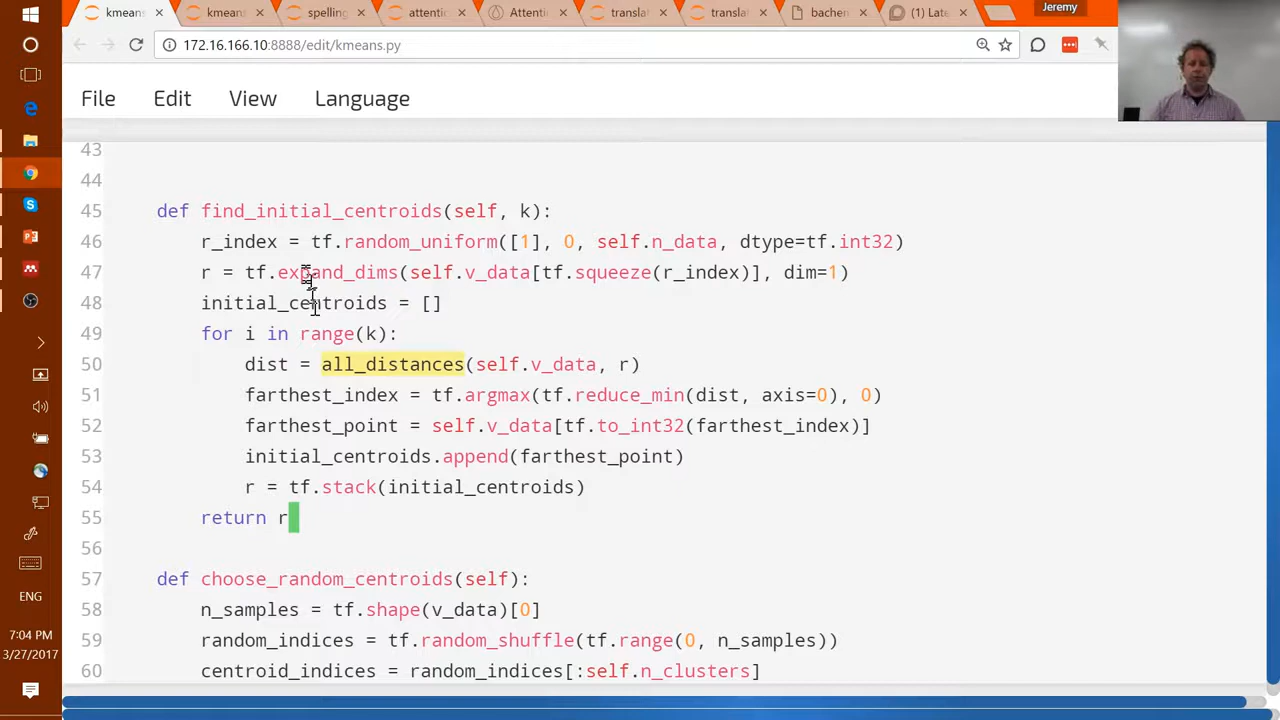 kmeans
kmeans
spelling
attentic
Attentic
translat
translat
bachen
(1) Late
Jeremy
172.16.166.10:8888/edit/kmeans.py
File Edit View Language
43
44
45 def find_initial_centroids(self, k):
46 r_index = tf.random_uniform([1], 0, self.n_data, dtype=tf.int32)
47 r = tf.expand_dims(self.v_data[tf.squeeze(r_index)], dim=1)
48 initial_centroids = []
49 for i in range(k):
50 dist = all_distances(self.v_data, r)
51 farthest_index = tf.argmax(tf.reduce_min(dist, axis=0), 0)
52 farthest_point = self.v_data[tf.to_int32(farthest_index)]
53 initial_centroids.append(farthest_point)
54 r = tf.stack(initial_centroids)
55 return r
56
57 def choose_random_centroids(self):
58 n_samples = tf.shape(v_data)[0]
59 random_indices = tf.random_shuffle(tf.range(0, n_samples))
60 centroid_indices = random_indices[:self.n_clusters]
ENG
7:04 PM
3/27/2017